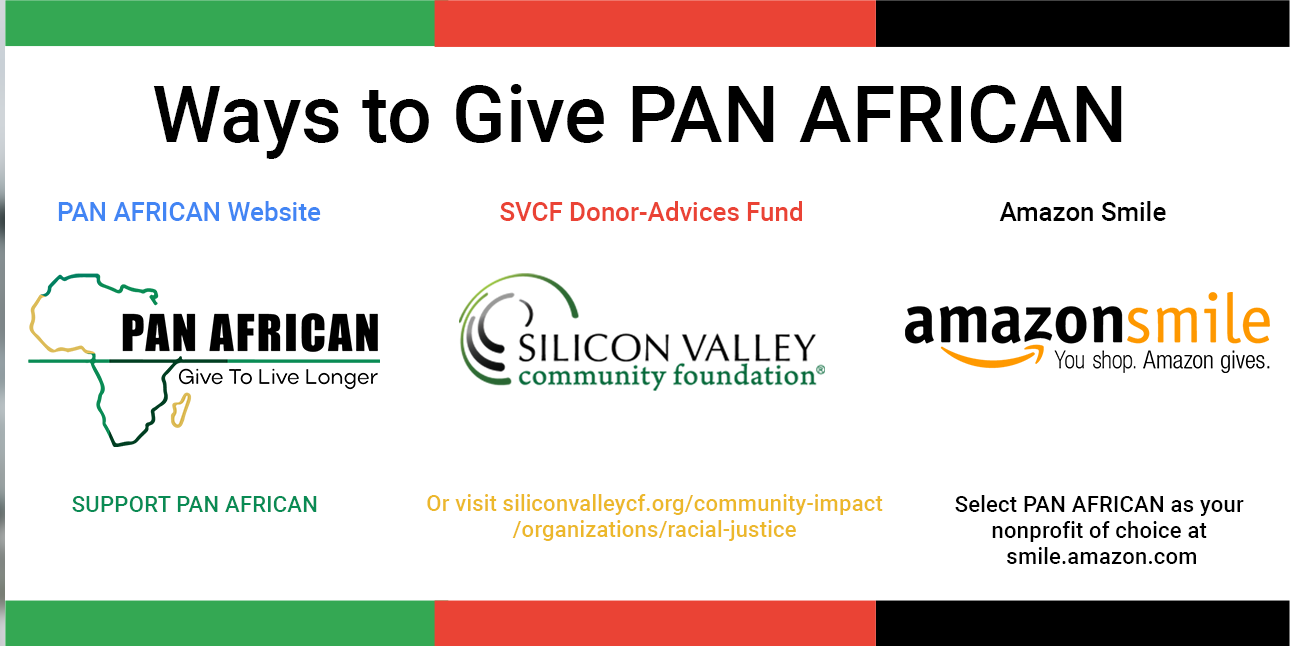 Ways to Give PAN AFRICAN
PAN AFRICAN Website
SVCF Donor-Advices Fund
Amazon Smile
PAN AFRICAN
Give To Live Longer
SILICON VALLEY
community foundation®
amazonsmile
You shop. Amazon gives.
SUPPORT PAN AFRICAN
Or visit siliconvalleycf.org/community-impact
/organizations/racial-justice
Select PAN AFRICAN as your
nonprofit of choice at
smile.amazon.com